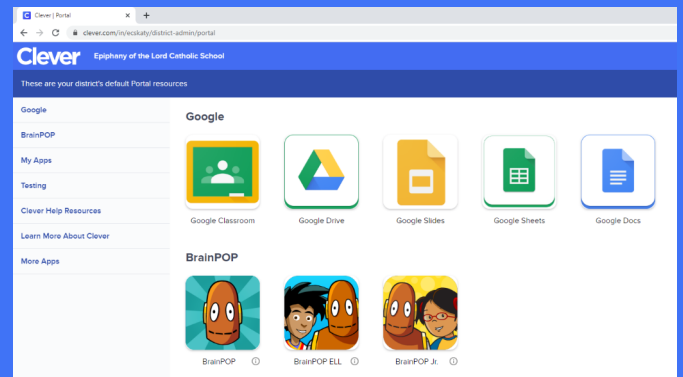 Clever | Portal
clever.com/in/ecskaty/district-admin/portal
Clever Epiphany of the Lord Catholic School
These are your district's default Portal resources
Google
BrainPOP
My Apps
Testing
Clever Help Resources
Learn More About Clever
More Apps
Google
Google Classroom Google Drive Google Slides Google Sheets Google Docs
BrainPOP
BrainPOP BrainPOP ELL BrainPOP Jr.